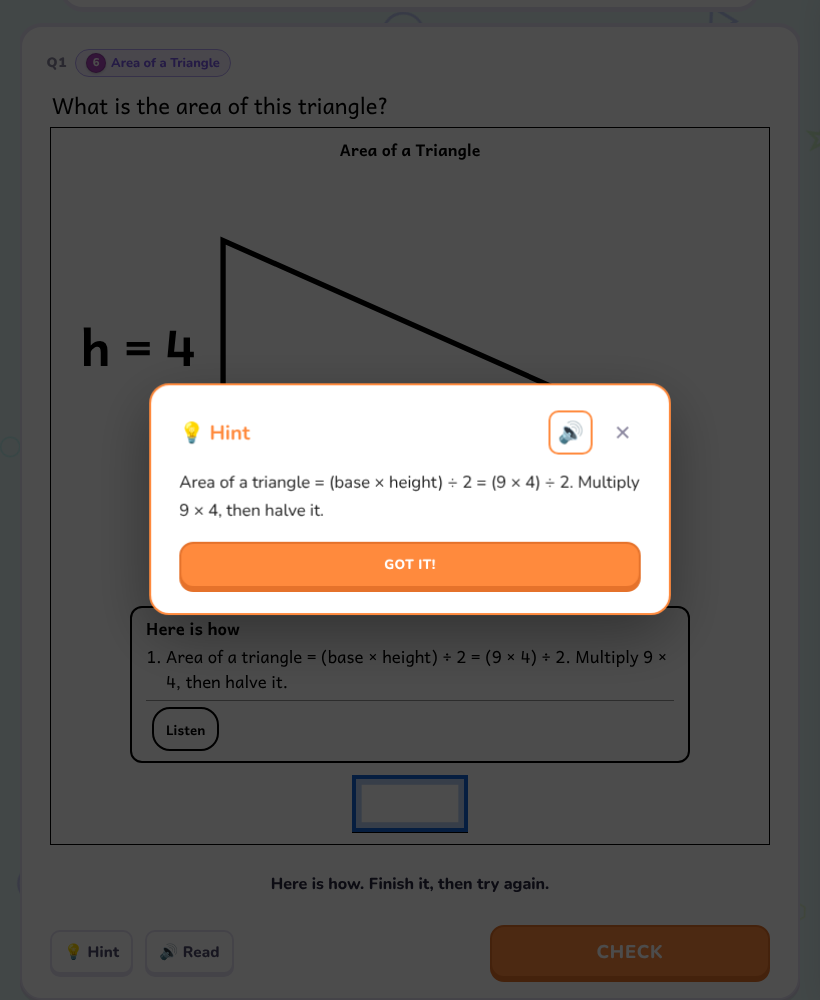 Q1 6 Area of a Triangle
What is the area of this triangle?
Area of a Triangle
h = 4
💡 Hint 🔊 ✕
Area of a triangle = (base × height) ÷ 2 = (9 × 4) ÷ 2. Multiply
9 × 4, then halve it.
GOT IT!
Here is how
1. Area of a triangle = (base × height) ÷ 2 = (9 × 4) ÷ 2. Multiply 9 ×
4, then halve it.
Listen
Here is how. Finish it, then try again.
💡 Hint 🔊 Read CHECK